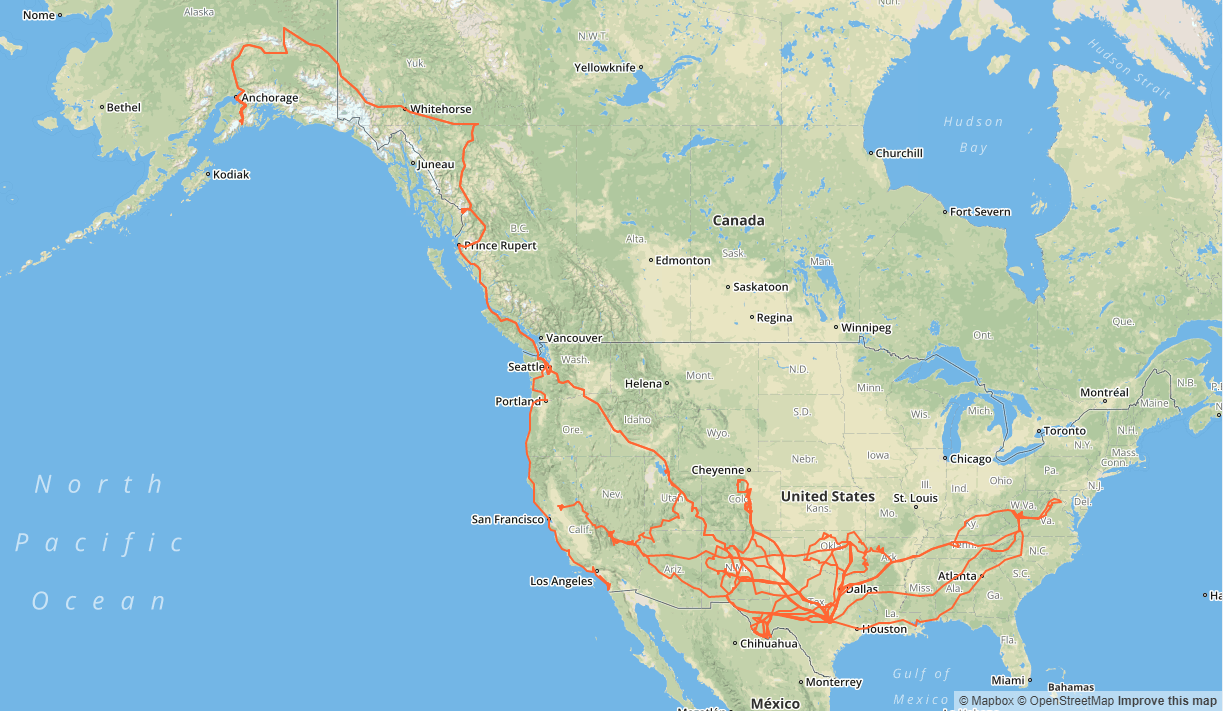 Alaska
Nome
Nun.
Hudson Strait
N.W.T.
Yellowknife
Yuk.
Anchorage
Bethel
Whitehorse
Hudson
Bay
Churchill
Juneau
Kodiak
Fort Severn
Canada
B.C.
Prince Rupert
Alta.
Edmonton
Sask.
Man.
Saskatoon
Regina
Winnipeg
Ont.
Que.
Vancouver
Seattle
Wash.
Helena
Mont.
N.D.
Minn.
Montréal
N.B.
Maine
Portland
Ore.
Idaho
S.D.
Wis.
Mich.
Toronto
N.H.
N.Y.
Wyo.
Mass.
Conn.
Iowa
Chicago
Pa.
Cheyenne
Nebr.
Ill.
Ind.
Ohio
N.J.
North
Pacific
Ocean
Nev.
Utah
Colo.
United States
Kans.
St. Louis
Mo.
W.Va.
Va.
Del.
San Francisco
Calif.
Ky.
Okla.
Ark.
Tenn.
N.C.
Los Angeles
Ariz.
N.M.
Atlanta
S.C.
Dallas
Miss.
Ala.
Ga.
Tex.
La.
Houston
Chihuahua
Fla.
Gulf of
Mexico
Monterrey
Miami
Bahamas
México
© Mapbox © OpenStreetMap Improve this map